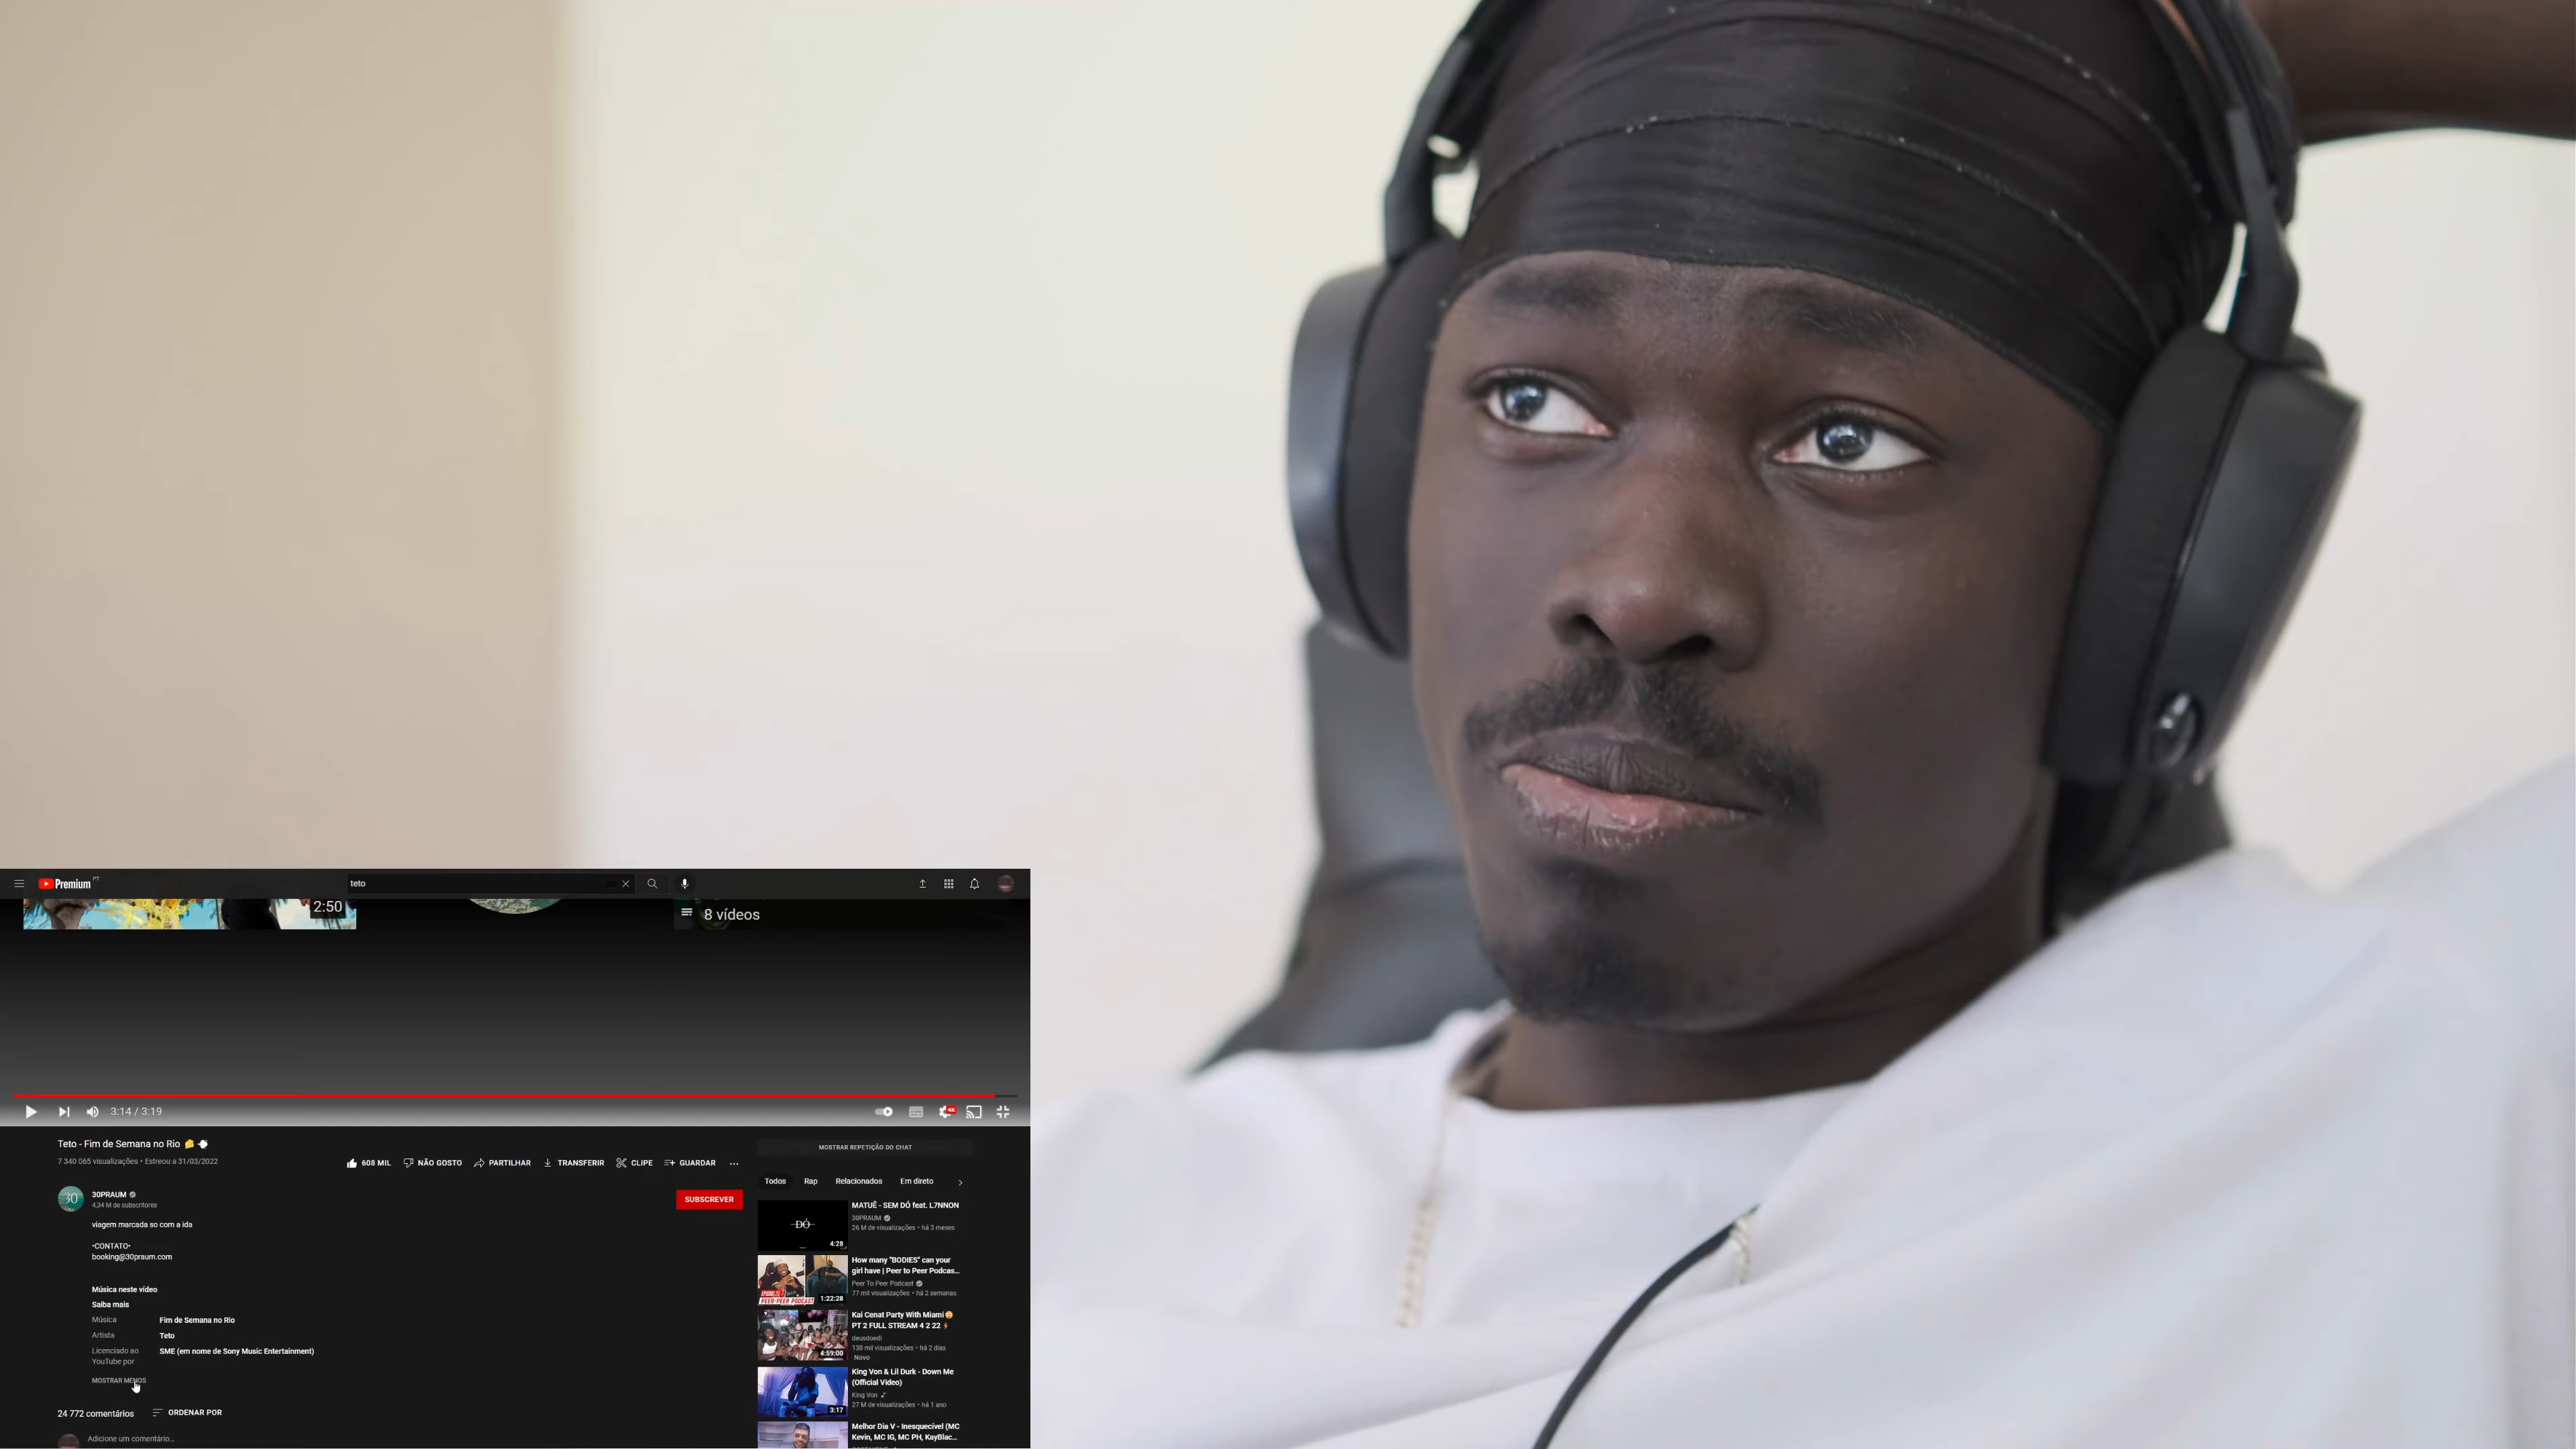 Premium PT
teto
2:50
8 vídeos
3:14 / 3:19
Teto - Fim de Semana no Rio
7 340 065 visualizações • Estreou a 31/03/2022
608 MIL
NÃO GOSTO
PARTILHAR
TRANSFERIR
CLIPE
GUARDAR
30
30PRAUM
4,34 M de subscritores
SUBSCREVER
viagem marcada so com a ida
•CONTATO•
booking@30praum.com
Música neste vídeo
Saiba mais
Música Fim de Semana no Rio
Artista Teto
Licenciado ao YouTube por SME (em nome de Sony Music Entertainment)
MOSTRAR MENOS
24 772 comentários
ORDENAR POR
Adicione um comentário...
MOSTRAR REPETIÇÃO DO CHAT
Todos Rap Relacionados Em direto
DÓ
4:28
MATUÊ - SEM DÓ feat. L7NNON
30PRAUM
26 M de visualizações • há 3 meses
PEER-PEER PODCAST
1:22:28
How many "BODIES" can your
girl have | Peer to Peer Podcas...
Peer To Peer Podcast
77 mil visualizações • há 2 semanas
4:59:00
Kai Cenat Party With Miami
PT 2 FULL STREAM 4 2 22
deusdoedi
138 mil visualizações • há 2 dias
Novo
3:17
King Von & Lil Durk - Down Me
(Official Video)
King Von
27 M de visualizações • há 1 ano
Melhor Dia V - Inesquecível (MC
Kevin, MC IG, MC PH, KayBlac...